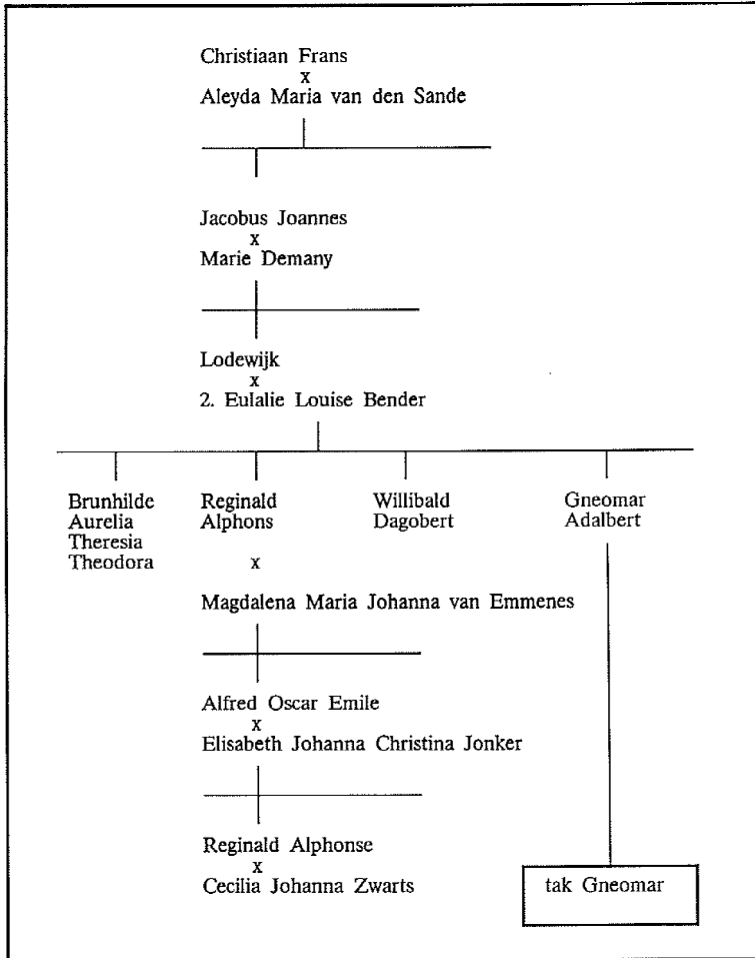 Christiaan Frans
x
Aleyda Maria van den Sande
Jacobus Joannes
x
Marie Demany
Lodewijk
x
2. Eulalie Louise Bender
Brunhilde
Aurelia
Theresia
Theodora
Reginald
Alphons
Willibald
Dagobert
Gneomar
Adalbert
x
Magdalena Maria Johanna van Emmenes
Alfred Oscar Emile
x
Elisabeth Johanna Christina Jonker
Reginald Alphonse
x
Cecilia Johanna Zwarts
tak Gneomar